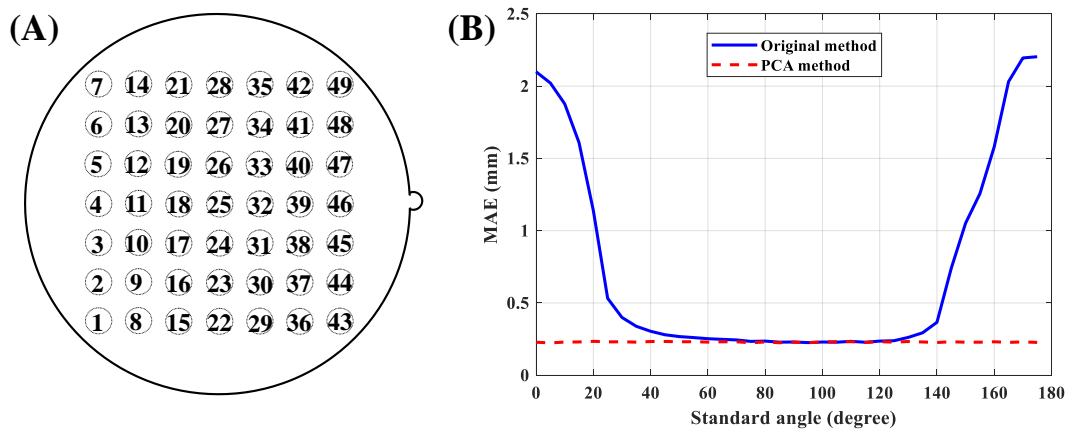 (A)
7 14 21 28 35 42 49
6 13 20 27 34 41 48
5 12 19 26 33 40 47
4 11 18 25 32 39 46
3 10 17 24 31 38 45
2 9 16 23 30 37 44
1 8 15 22 29 36 43
(B)
Original method
PCA method
MAE (mm)
2.5
2
1.5
1
0.5
0
0 20 40 60 80 100 120 140 160 180
Standard angle (degree)